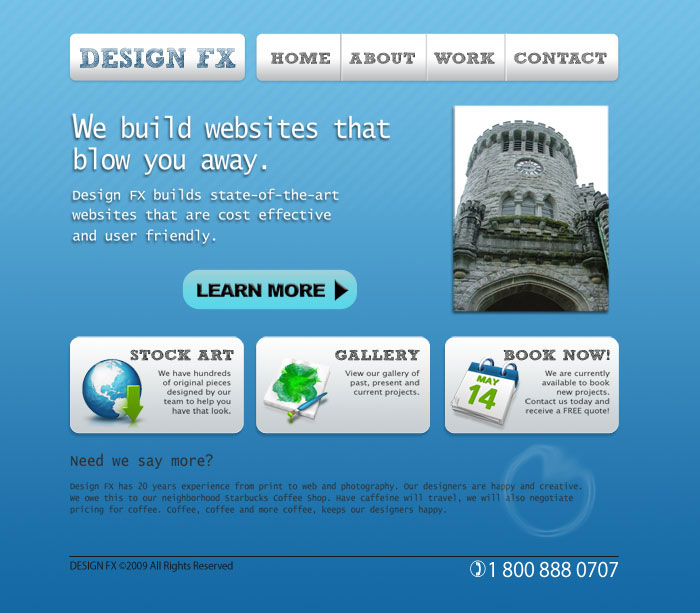 DESIGN FX
HOME
ABOUT
WORK
CONTACT
We build websites that
blow you away.
Design FX builds state-of-the-art
websites that are cost effective
and user friendly.
LEARN MORE
STOCK ART
We have hundreds
of original pieces
designed by our
team to help you
have that look.
GALLERY
View our gallery of
past, present and
current projects.
BOOK NOW!
MAY
14
We are currently
available to book
new projects.
Contact us today and
receive a FREE quote!
Need we say more?
Design FX has 20 years experience from print to web and photography. Our designers are happy and creative.
We owe this to our neighborhood Starbucks Coffee Shop. Have caffeine will travel, we will also negotiate
pricing for coffee. Coffee, coffee and more coffee, keeps our designers happy.
DESIGN FX ©2009 All Rights Reserved
✆1 800 888 0707